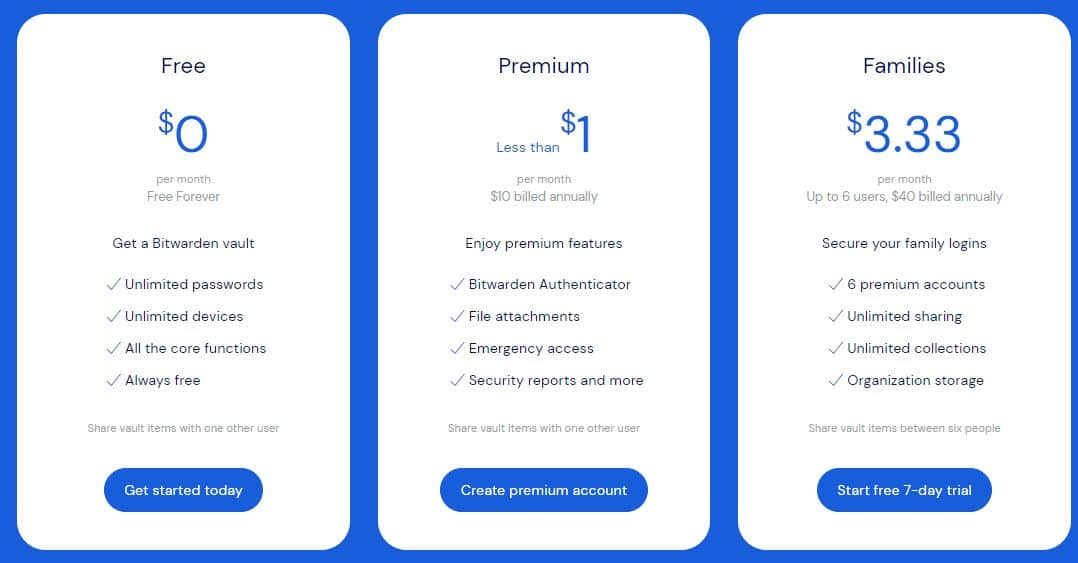 Free
$0
per month
Free Forever
Get a Bitwarden vault
Unlimited passwords
Unlimited devices
All the core functions
Always free
Share vault items with one other user
Get started today
Premium
Less than $1
per month
$10 billed annually
Enjoy premium features
Bitwarden Authenticator
File attachments
Emergency access
Security reports and more
Share vault items with one other user
Create premium account
Families
$3.33
per month
Up to 6 users, $40 billed annually
Secure your family logins
6 premium accounts
Unlimited sharing
Unlimited collections
Organization storage
Share vault items between six people
Start free 7-day trial